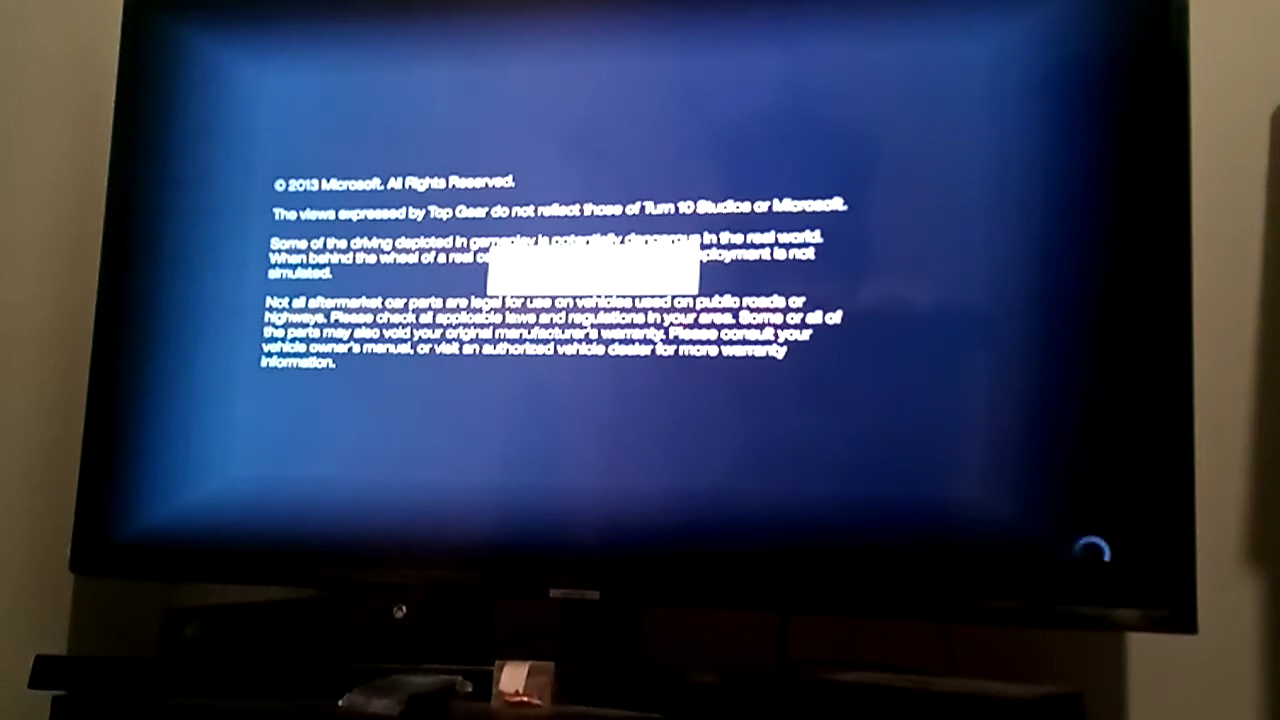 © 2013 Microsoft. All Rights Reserved.
The views expressed by Top Gear do not reflect those of Turn 10 Studios or Microsoft.
Some of the driving depicted in gameplay is potentially dangerous in the real world.
When behind the wheel of a real is not
simulated.
Not all aftermarket car parts are legal for use on vehicles used on public roads or
highways. Please check all applicable laws and regulations in your area. Some or all of
the parts may also void your original manufacturer's warranty. Please consult your
vehicle owner's manual, or visit an authorized vehicle dealer for more warranty
information.